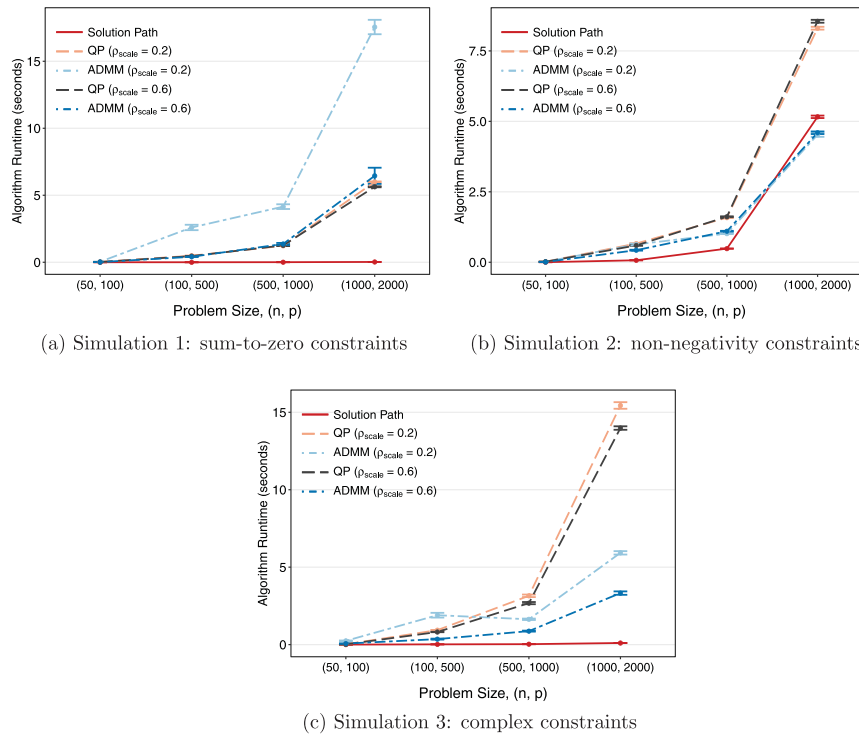 Algorithm Runtime (seconds)
15
10
5
0
Solution Path
QP (ρscale = 0.2)
ADMM (ρscale = 0.2)
QP (ρscale = 0.6)
ADMM (ρscale = 0.6)
(50, 100)
(100, 500)
(500, 1000)
(1000, 2000)
Problem Size, (n, p)
(a) Simulation 1: sum-to-zero constraints
Algorithm Runtime (seconds)
7.5
5.0
2.5
0.0
Solution Path
QP (ρscale = 0.2)
ADMM (ρscale = 0.2)
QP (ρscale = 0.6)
ADMM (ρscale = 0.6)
(50, 100)
(100, 500)
(500, 1000)
(1000, 2000)
Problem Size, (n, p)
(b) Simulation 2: non-negativity constraints
Algorithm Runtime (seconds)
15
10
5
0
Solution Path
QP (ρscale = 0.2)
ADMM (ρscale = 0.2)
QP (ρscale = 0.6)
ADMM (ρscale = 0.6)
(50, 100)
(100, 500)
(500, 1000)
(1000, 2000)
Problem Size, (n, p)
(c) Simulation 3: complex constraints